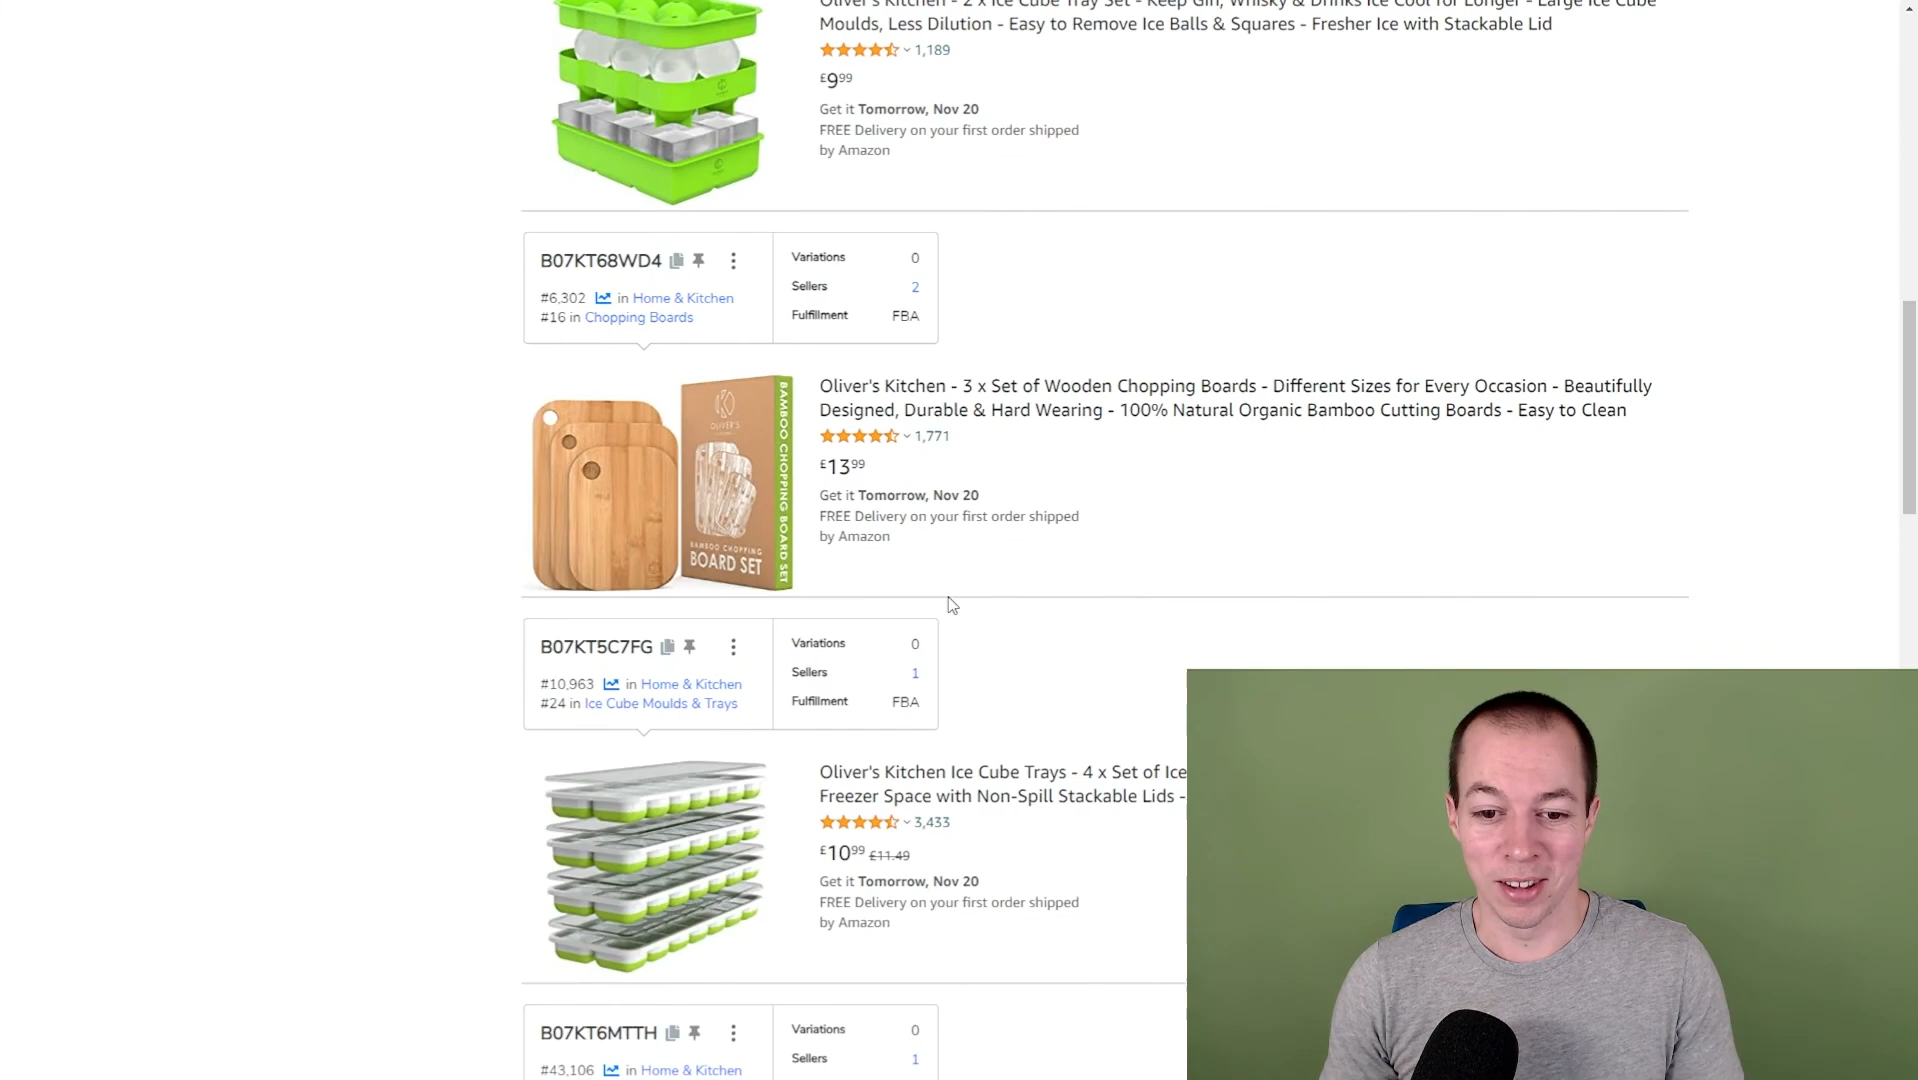 Oliver's Kitchen - 2 x Ice Cube Tray Set - Keep Gin, Whisky & Drinks Ice Cool for Longer - Large Ice Cube
Moulds, Less Dilution - Easy to Remove Ice Balls & Squares - Fresher Ice with Stackable Lid
1,189
£999
Get it Tomorrow, Nov 20
FREE Delivery on your first order shipped
by Amazon
B07KT68WD4
#6,302 in Home & Kitchen
#16 in Chopping Boards
Variations 0
Sellers 2
Fulfillment FBA
OLIVER'S
BAMBOO CHOPPING
BOARD SET
BAMBOO CHOPPING BOARD SET
Oliver's Kitchen - 3 x Set of Wooden Chopping Boards - Different Sizes for Every Occasion - Beautifully
Designed, Durable & Hard Wearing - 100% Natural Organic Bamboo Cutting Boards - Easy to Clean
1,771
£1399
Get it Tomorrow, Nov 20
FREE Delivery on your first order shipped
by Amazon
B07KT5C7FG
#10,963 in Home & Kitchen
#24 in Ice Cube Moulds & Trays
Variations 0
Sellers 1
Fulfillment FBA
Oliver's Kitchen Ice Cube Trays - 4 x Set of Ice
Freezer Space with Non-Spill Stackable Lids -
3,433
£1099 £11.49
Get it Tomorrow, Nov 20
FREE Delivery on your first order shipped
by Amazon
B07KT6MTTH
#43,106 in Home & Kitchen
Variations 0
Sellers 1